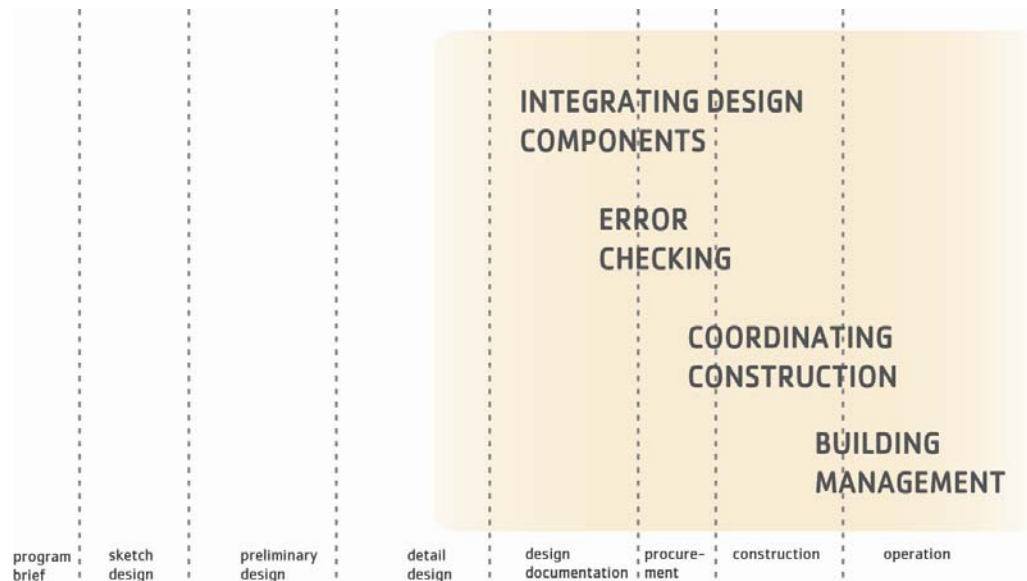 INTEGRATING DESIGN
COMPONENTS
ERROR
CHECKING
COORDINATING
CONSTRUCTION
BUILDING
MANAGEMENT
program
brief
sketch
design
preliminary
design
detail
design
design
documentation
procure-
ment
construction
operation